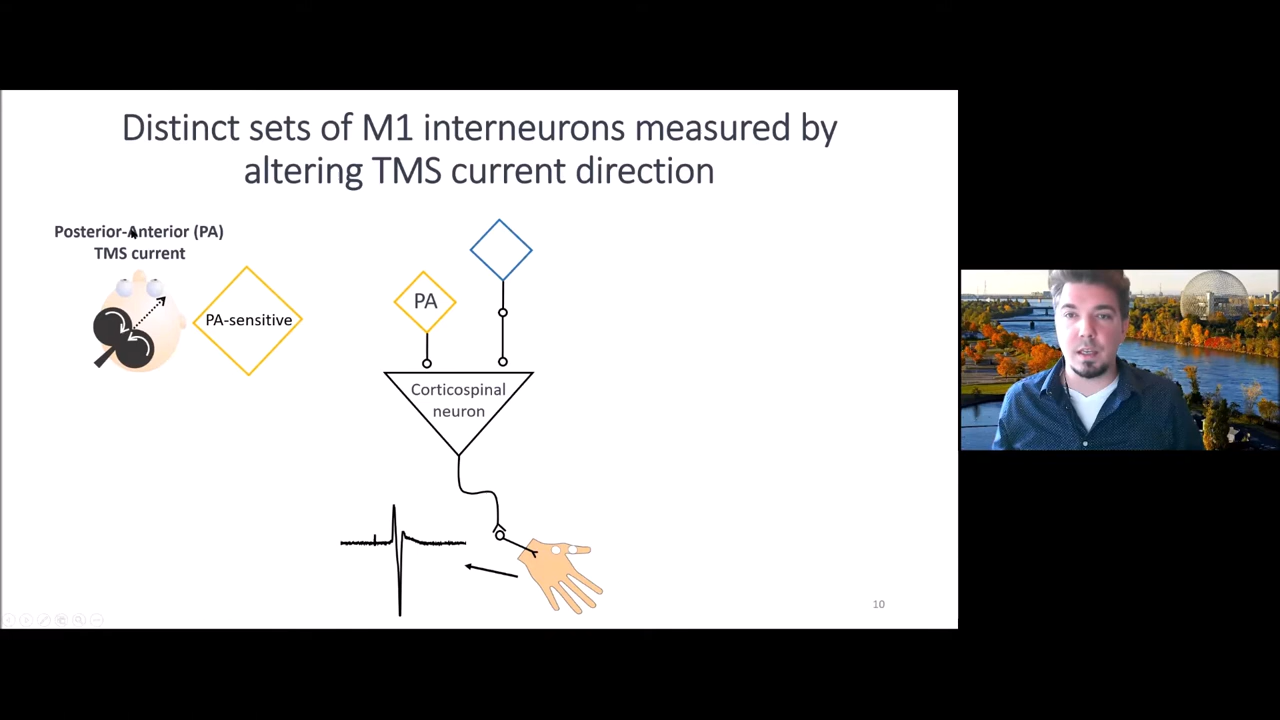 Distinct sets of M1 interneurons measured by
altering TMS current direction
Posterior-Anterior (PA)
TMS current
PA-sensitive
PA
Corticospinal
neuron
10